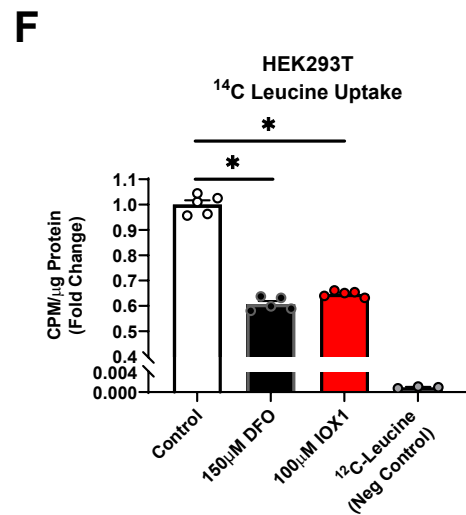 F
HEK293T
¹⁴C Leucine Uptake
*
*
CPM/μg Protein
(Fold Change)
1.1
1.0
0.9
0.8
0.7
0.6
0.5
0.4
0.004
0.000
Control
150μM DFO
100μM IOX1
¹²C-Leucine
(Neg Control)